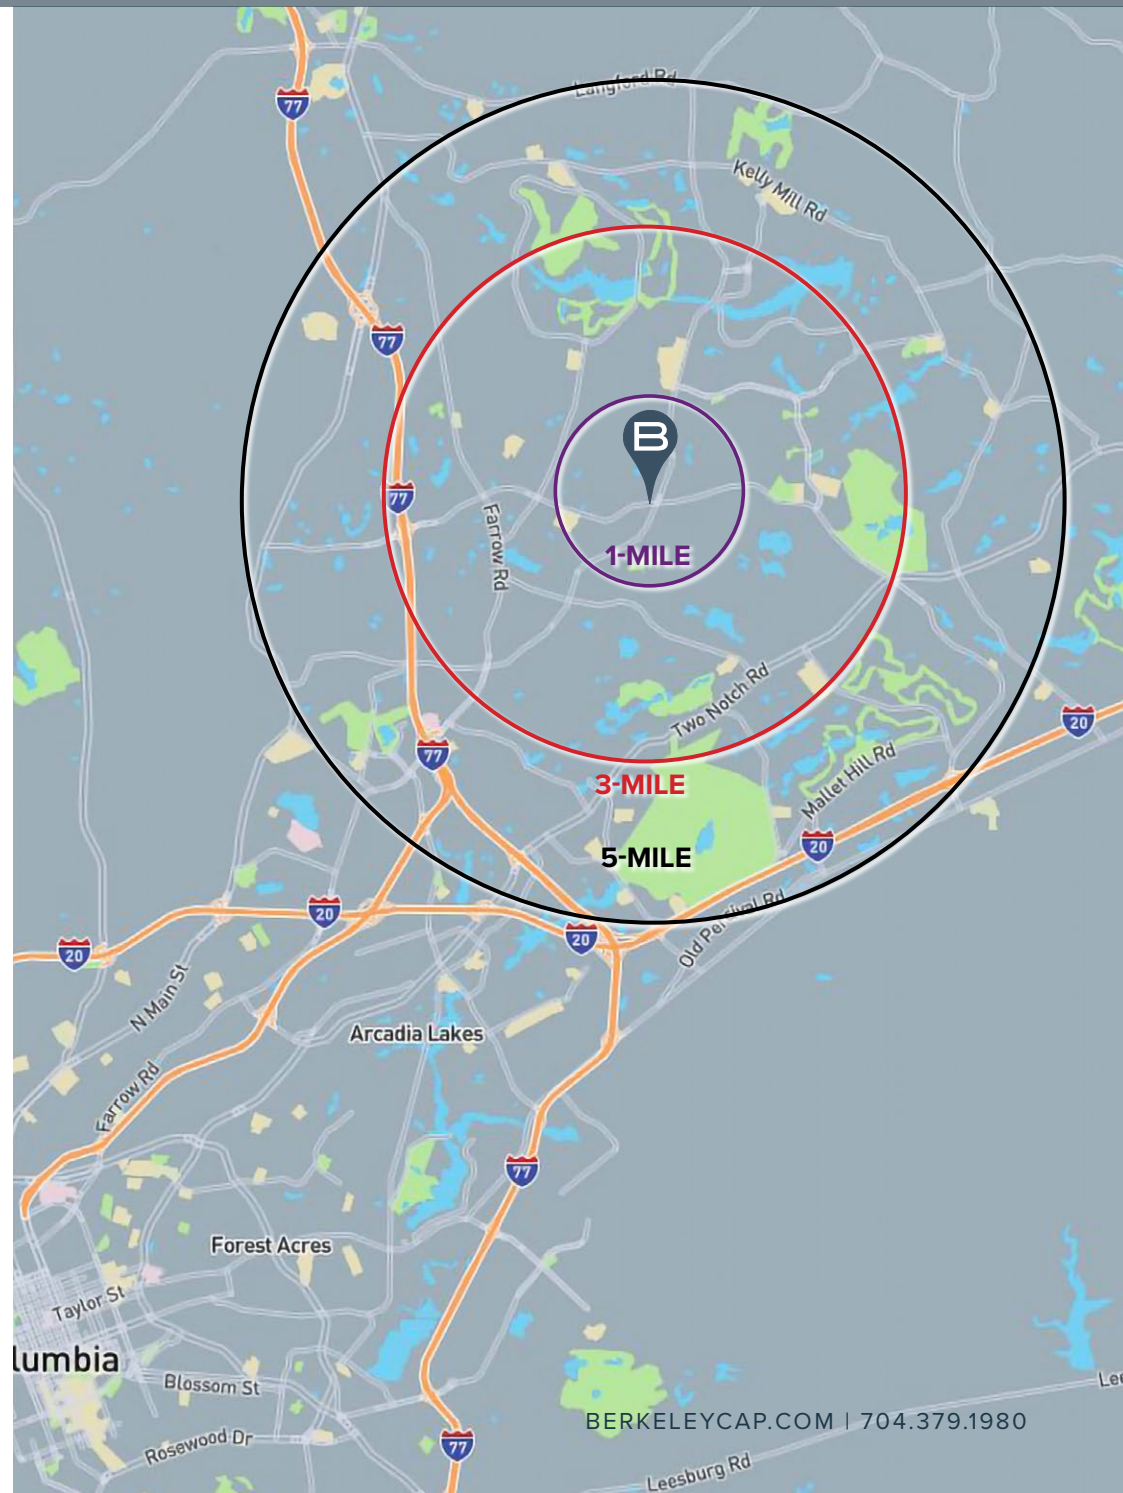 Langford Rd
77
Kelly Mill Rd
77
B
77
Farrow Rd
1-MILE
Two Notch Rd
20
77
Mallet Hill Rd
3-MILE
20
5-MILE
20
20
20
Old Percival Rd
N Main St
Arcadia Lakes
Farrow Rd
77
Forest Acres
Taylor St
lumbia
Blossom St
Lee
BERKELEYCAP.COM | 704.379.1980
Rosewood Dr
77
Leesburg Rd